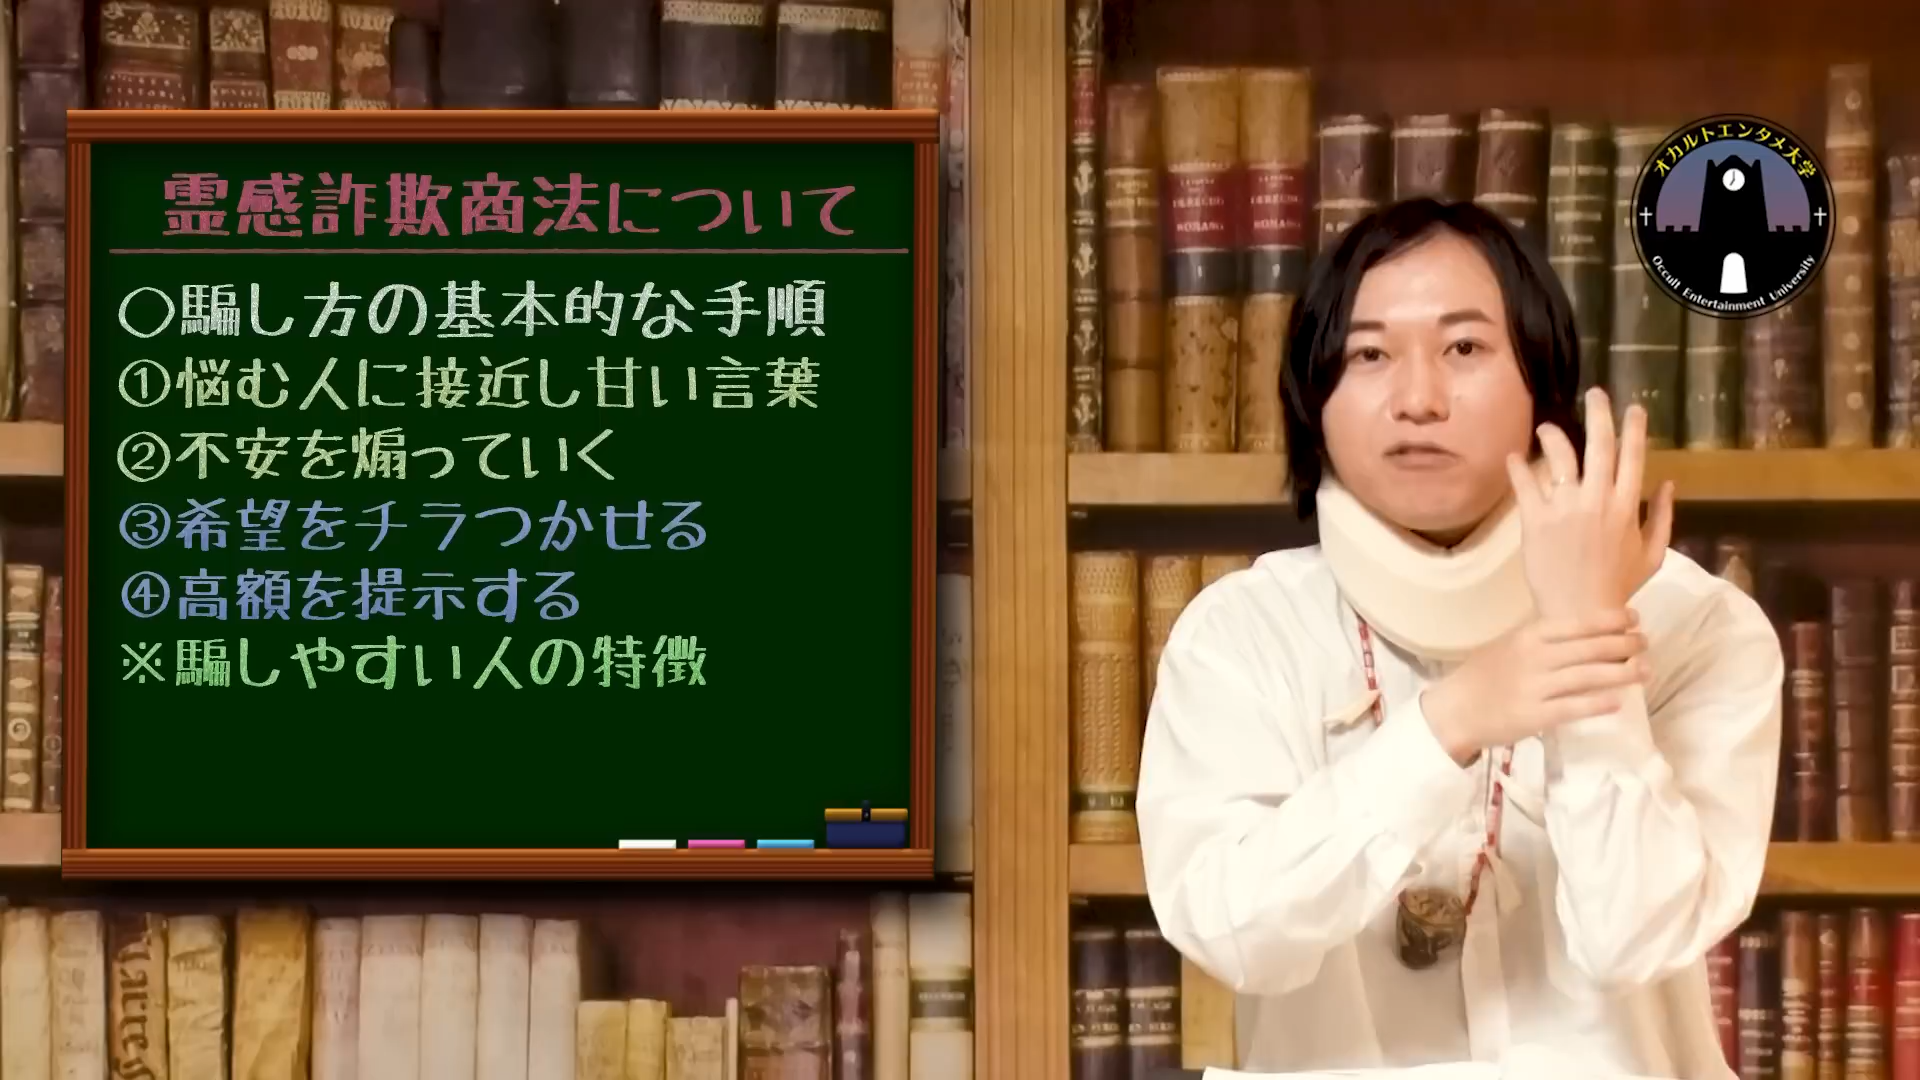 霊感詐欺商法について
○騙し方の基本的な手順
①悩む人に接近し甘い言葉
②不安を煽っていく
③希望をチラつかせる
④高額を提示する
※騙しやすい人の特徴
オカルトエンタメ大学
Occult Entertainment University